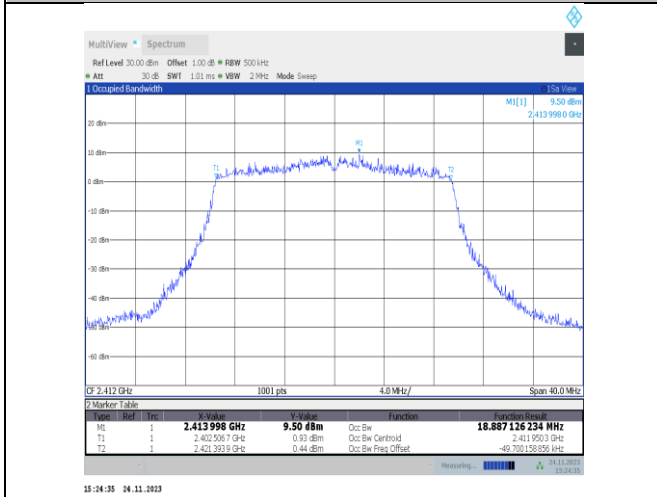 MultiView Spectrum
Ref Level 30.00 dBm Offset 1.00 dB RBW 500 kHz
Att 30 dB SWT 1.01 ms VBW 2 MHz Mode Sweep
1 Occupied Bandwidth 1Sa View
M1[1] 9.50 dBm
2.413 998 0 GHz
20 dBm
M1
10 dBm
T1 T2
0 dBm
-10 dBm
-20 dBm
-30 dBm
-40 dBm
-60 dBm
CF 2.412 GHz 1001 pts 4.0 MHz/ Span 40.0 MHz
2 Marker Table
Type Ref Trc X-Value Y-Value Function Function Result
M1 1 2.413 998 GHz 9.50 dBm Occ Bw 18.887 126 234 MHz
T1 1 2.402 506 7 GHz 0.93 dBm Occ Bw Centroid 2.411 950 3 GHz
T2 1 2.421 393 9 GHz 0.44 dBm Occ Bw Freq Offset -49.700 158 856 kHz
Measuring... 24.11.2023
15:24:35
15:24:35 24.11.2023